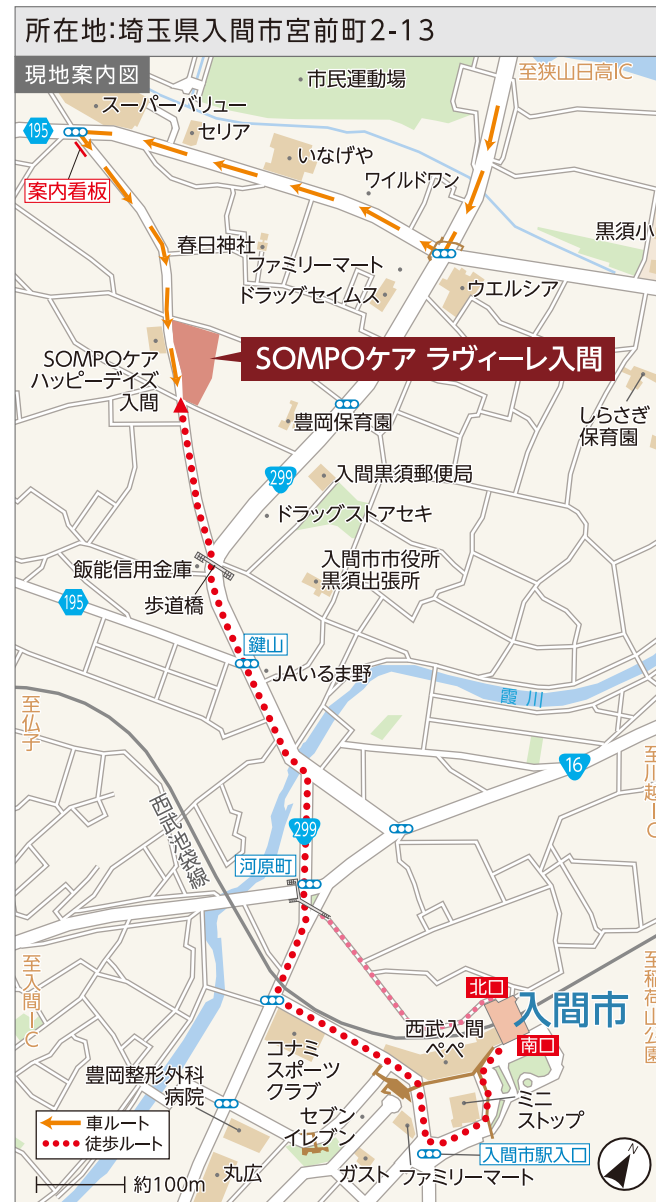 所在地:埼玉県入間市宮前町2-13
現地案内図
至狭山日高IC
市民運動場
スーパーバリュー
195
セリア
いなげや
案内看板
ワイルドワン
黒須小
春日神社
ファミリーマート
ドラッグセイムス
ウエルシア
SOMPOケア
ハッピーデイズ
入間
SOMPOケア ラヴィーレ入間
豊岡保育園
しらさぎ
保育園
299
入間黒須郵便局
ドラッグストアセキ
飯能信用金庫
入間市市役所
黒須出張所
歩道橋
195
鍵山
JAいるま野
霞川
至仏子
16
至川越IC
西武池袋線
299
河原町
至入間IC
至稲荷山公園
北口
入間市
西武入間
ペペ
南口
コナミ
スポーツ
クラブ
豊岡整形外科
病院
ミニ
ストップ
セブン
イレブン
車ルート
徒歩ルート
入間市駅入口
丸広
ガスト
ファミリーマート
約100m
N